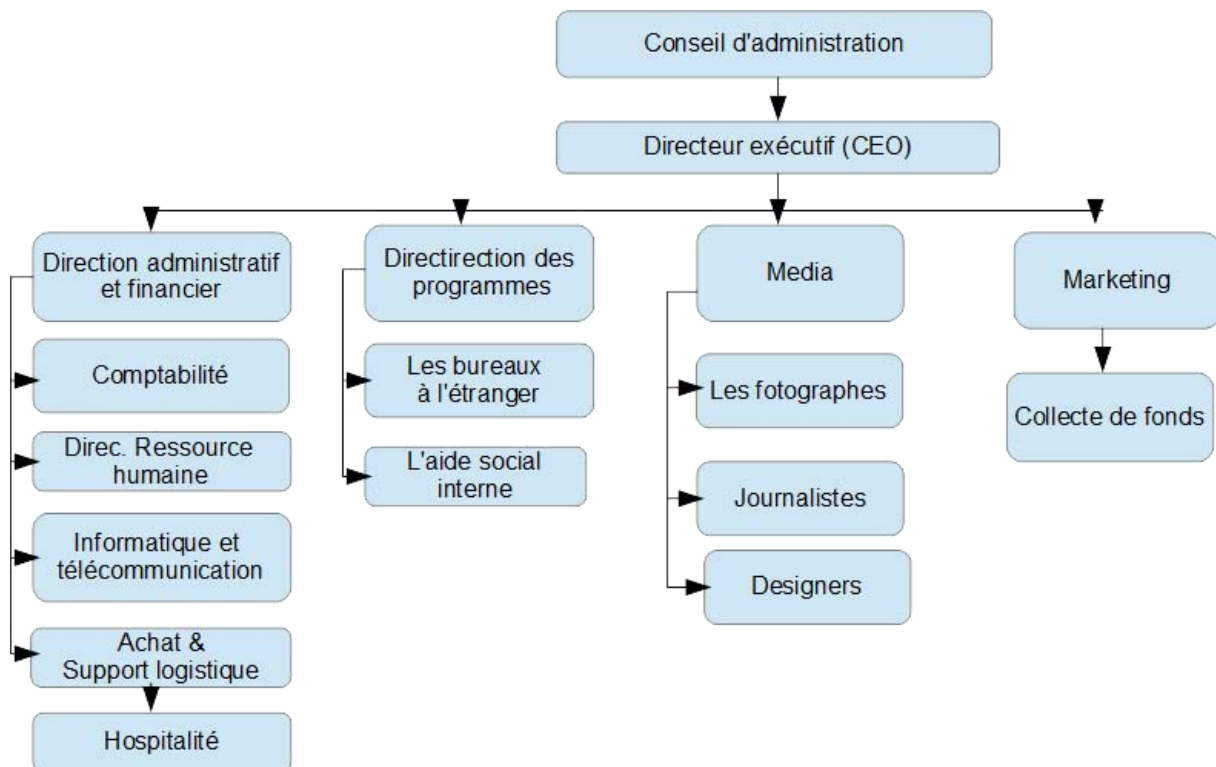 Conseil d'administration
Directeur exécutif (CEO)
Direction administratif
et financier
Directirection des
programmes
Media
Marketing
Comptabilité
Les bureaux
à l'étranger
Les fotographes
Collecte de fonds
Direc. Ressource
humaine
L'aide social
interne
Journalistes
Informatique et
télécommunication
Designers
Achat &
Support logistique
Hospitalité